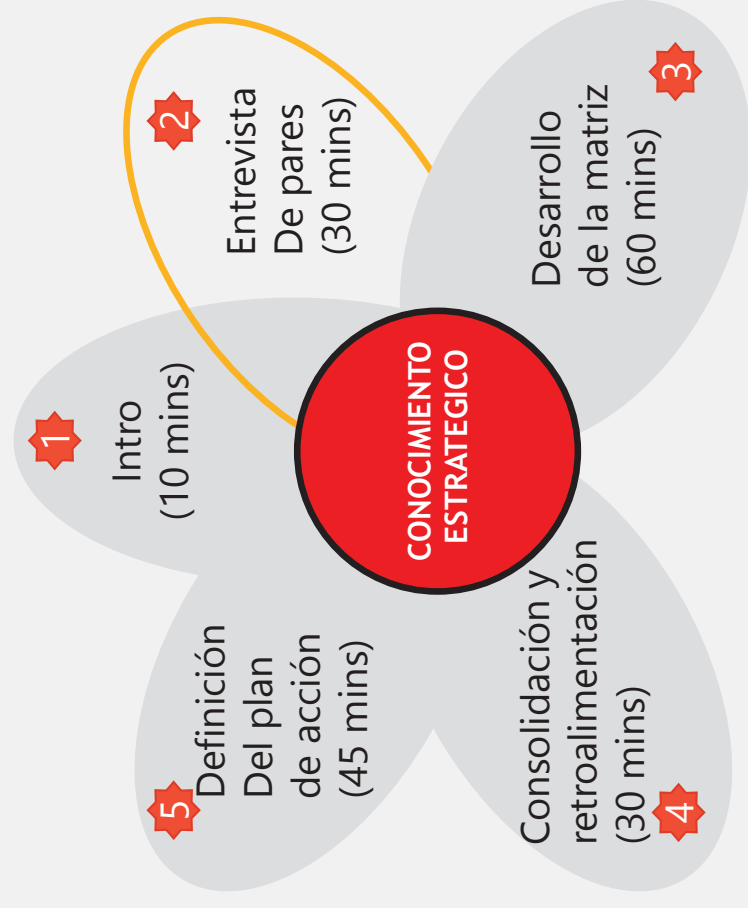 1
Intro
(10 mins)
2
Entrevista
De pares
(30 mins)
3
Desarrollo
de la matriz
(60 mins)
4
Consolidación y
retroalimentación
(30 mins)
5
Definición
Del plan
de acción
(45 mins)
CONOCIMIENTO
ESTRATEGICO